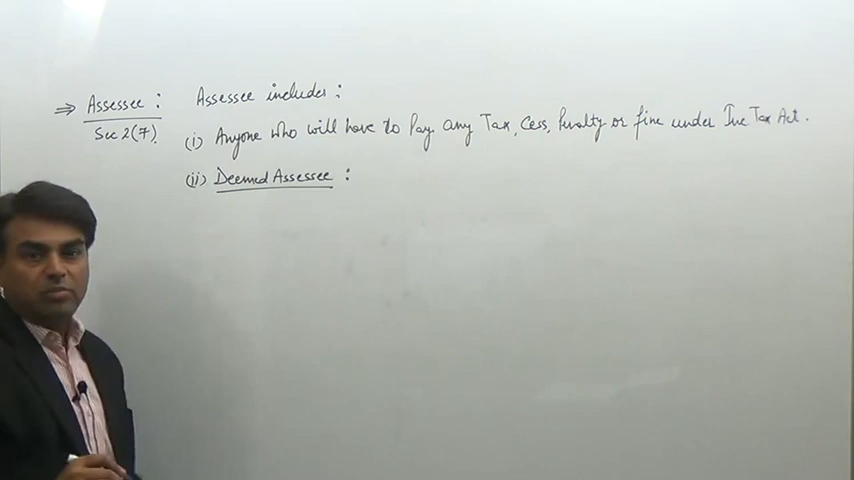 ⇒ Assessee : Assessee includes :
Sec 2(7).
(i) Anyone who will have to Pay any Tax, Cess, Penalty or fine under Inc Tax Act.
(ii) Deemed Assessee :